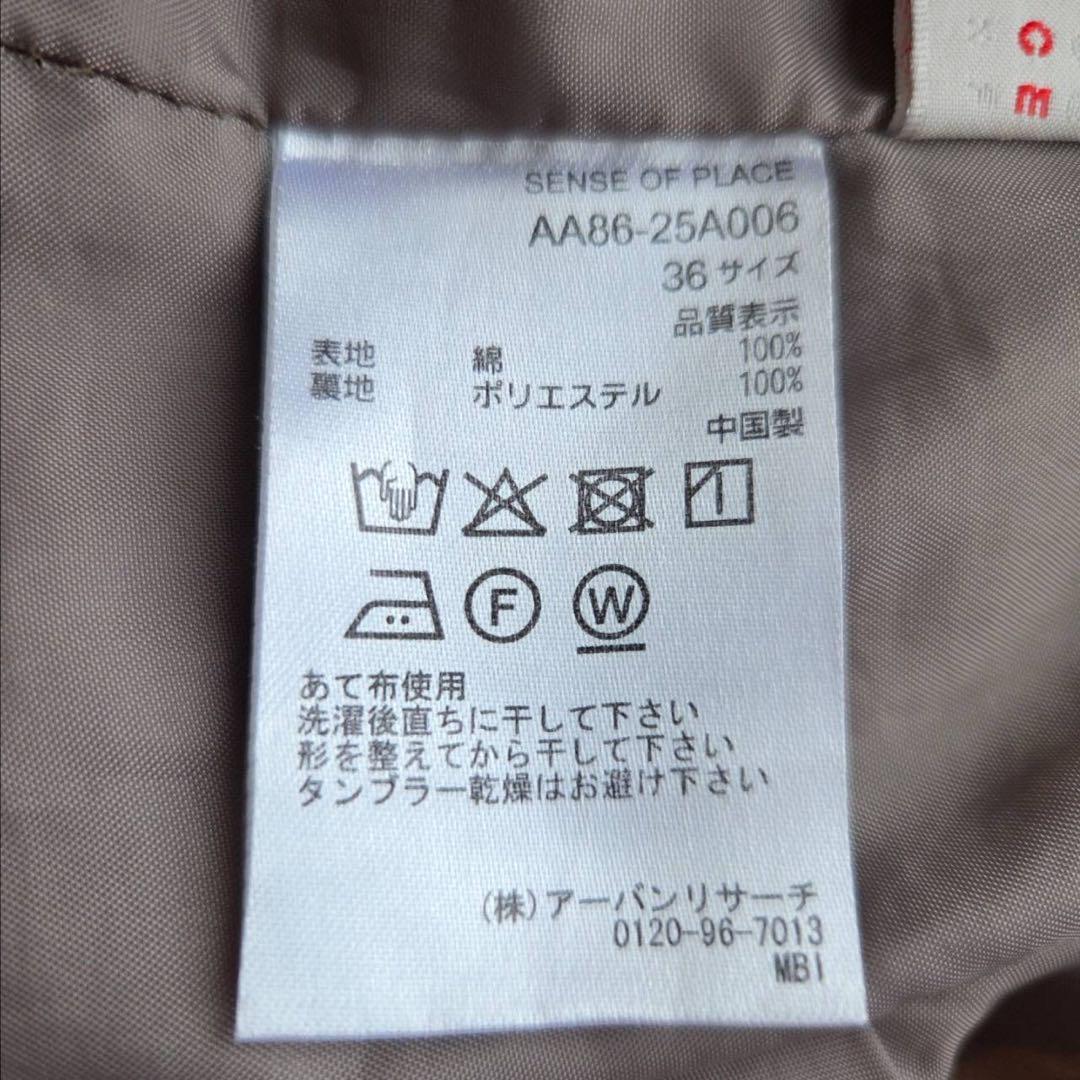 SENSE OF PLACE
AA86-25A006
36 サイズ
品質表示
表地 綿 100%
裏地 ポリエステル 100%
中国製
F W
あて布使用
洗濯後直ちに干して下さい
形を整えてから干して下さい
タンブラー乾燥はお避け下さい
(株)アーバンリサーチ
0120-96-7013
MBI